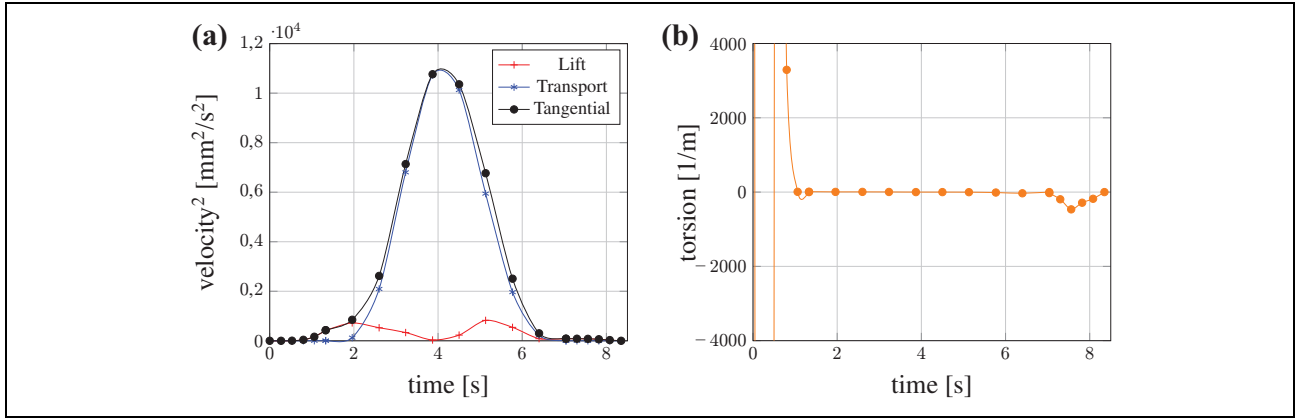 (a)
·10⁴
1,2
1
0,8
0,6
0,4
0,2
0
0 2 4 6 8
velocity² [mm²/s²]
time [s]
Lift
Transport
Tangential
(b)
4000
2000
0
−2000
−4000
0 2 4 6 8
torsion [1/m]
time [s]